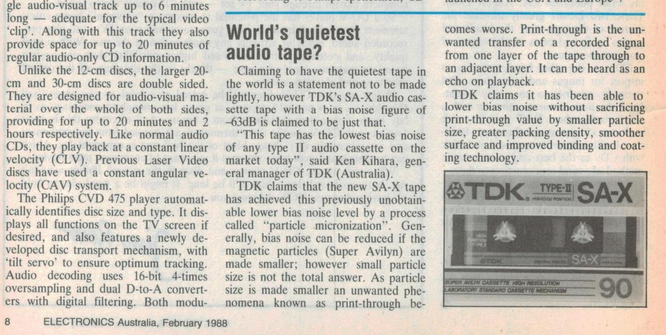 gle audio-visual track up to 6 minutes
long — adequate for the typical video
'clip'. Along with this track they also
provide space for up to 20 minutes of
regular audio-only CD information.
Unlike the 12-cm discs, the larger 20-
cm and 30-cm discs are double sided.
They are designed for audio-visual ma-
terial over the whole of both sides,
providing for up to 20 minutes and 2
hours respectively. Like normal audio
CDs, they play back at a constant linear
velocity (CLV). Previous Laser Video
discs have used a constant angular ve-
locity (CAV) system.
The Philips CVD 475 player automat-
ically identifies disc size and type. It dis-
plays all functions on the TV screen if
desired, and also features a newly de-
veloped disc transport mechanism, with
'tilt servo' to ensure optimum tracking.
Audio decoding uses 16-bit 4-times
oversampling and dual D-to-A convert-
ers with digital filtering. Both modu-
World's quietest
audio tape?
Claiming to have the quietest tape in
the world is a statement not to be made
lightly, however TDK's SA-X audio cas-
sette tape with a bias noise figure of
–63dB is claimed to be just that.
"This tape has the lowest bias noise
of any type II audio cassette on the
market today", said Ken Kihara, gen-
eral manager of TDK (Australia).
TDK claims that the new SA-X tape
has achieved this previously unobtain-
able lower bias noise level by a process
called "particle micronization". Gen-
erally, bias noise can be reduced if the
magnetic particles (Super Avilyn) are
made smaller; however small particle
size is not the total answer. As particle
size is made smaller an unwanted phe-
nomena known as print-through be-
comes worse. Print-through is the un-
wanted transfer of a recorded signal
from one layer of the tape through to
an adjacent layer. It can be heard as an
echo on playback.
TDK claims it has been able to
lower bias noise without sacrificing
print-through value by smaller particle
size, greater packing density, smoother
surface and improved binding and coat-
ing technology.
TDK TYPE-II SA-X
TDK SA-X
SUPER AVILYN CASSETTE HIGH RESOLUTION
LABORATORY STANDARD CASSETTE MECHANISM
90
8 ELECTRONICS Australia, February 1988